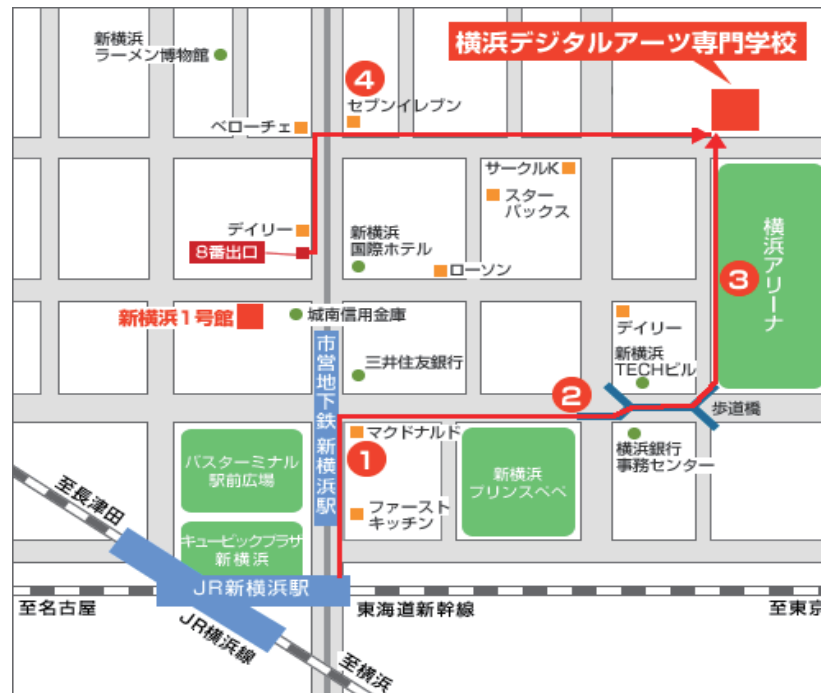 新横浜
ラーメン博物館
横浜デジタルアーツ専門学校
4
セブンイレブン
ベローチェ
サークルK
スター
バックス
デイリー
8番出口
新横浜
国際ホテル
ローソン
横浜アリーナ
3
新横浜1号館
城南信用金庫
デイリー
新横浜
TECHビル
市営地下鉄 新横浜駅
三井住友銀行
2
歩道橋
マクドナルド
1
バスターミナル
駅前広場
新横浜
プリンスペペ
横浜銀行
事務センター
至長津田
ファースト
キッチン
キュービックプラザ
新横浜
JR新横浜駅
至名古屋
東海道新幹線
至東京
JR横浜線
至横浜